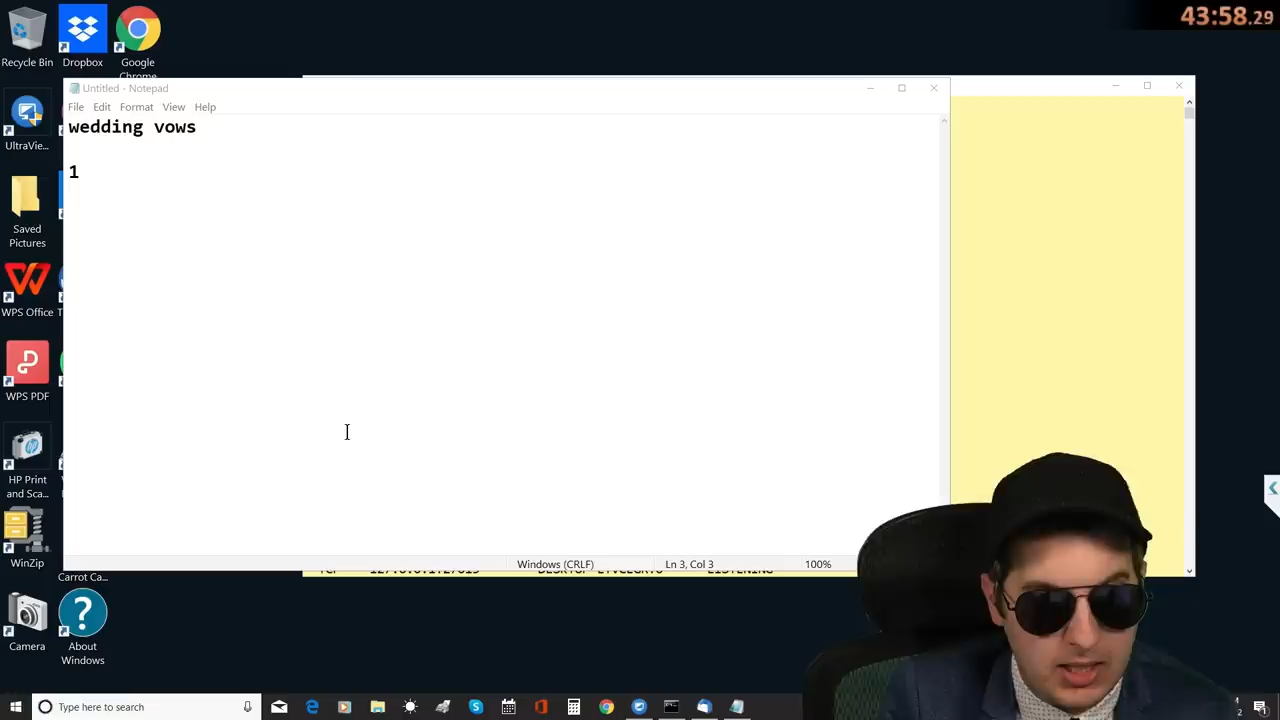 43:58.29
Recycle Bin
Dropbox
Google
Chrome
Untitled - Notepad
File Edit Format View Help
wedding vows
1
UltraVie...
Saved
Pictures
WPS Office
WPS PDF
HP Print
and Sca...
WinZip
Windows (CRLF) Ln 3, Col 3 100%
LISTENING
Carrot Ca...
Camera
About
Windows
Type here to search